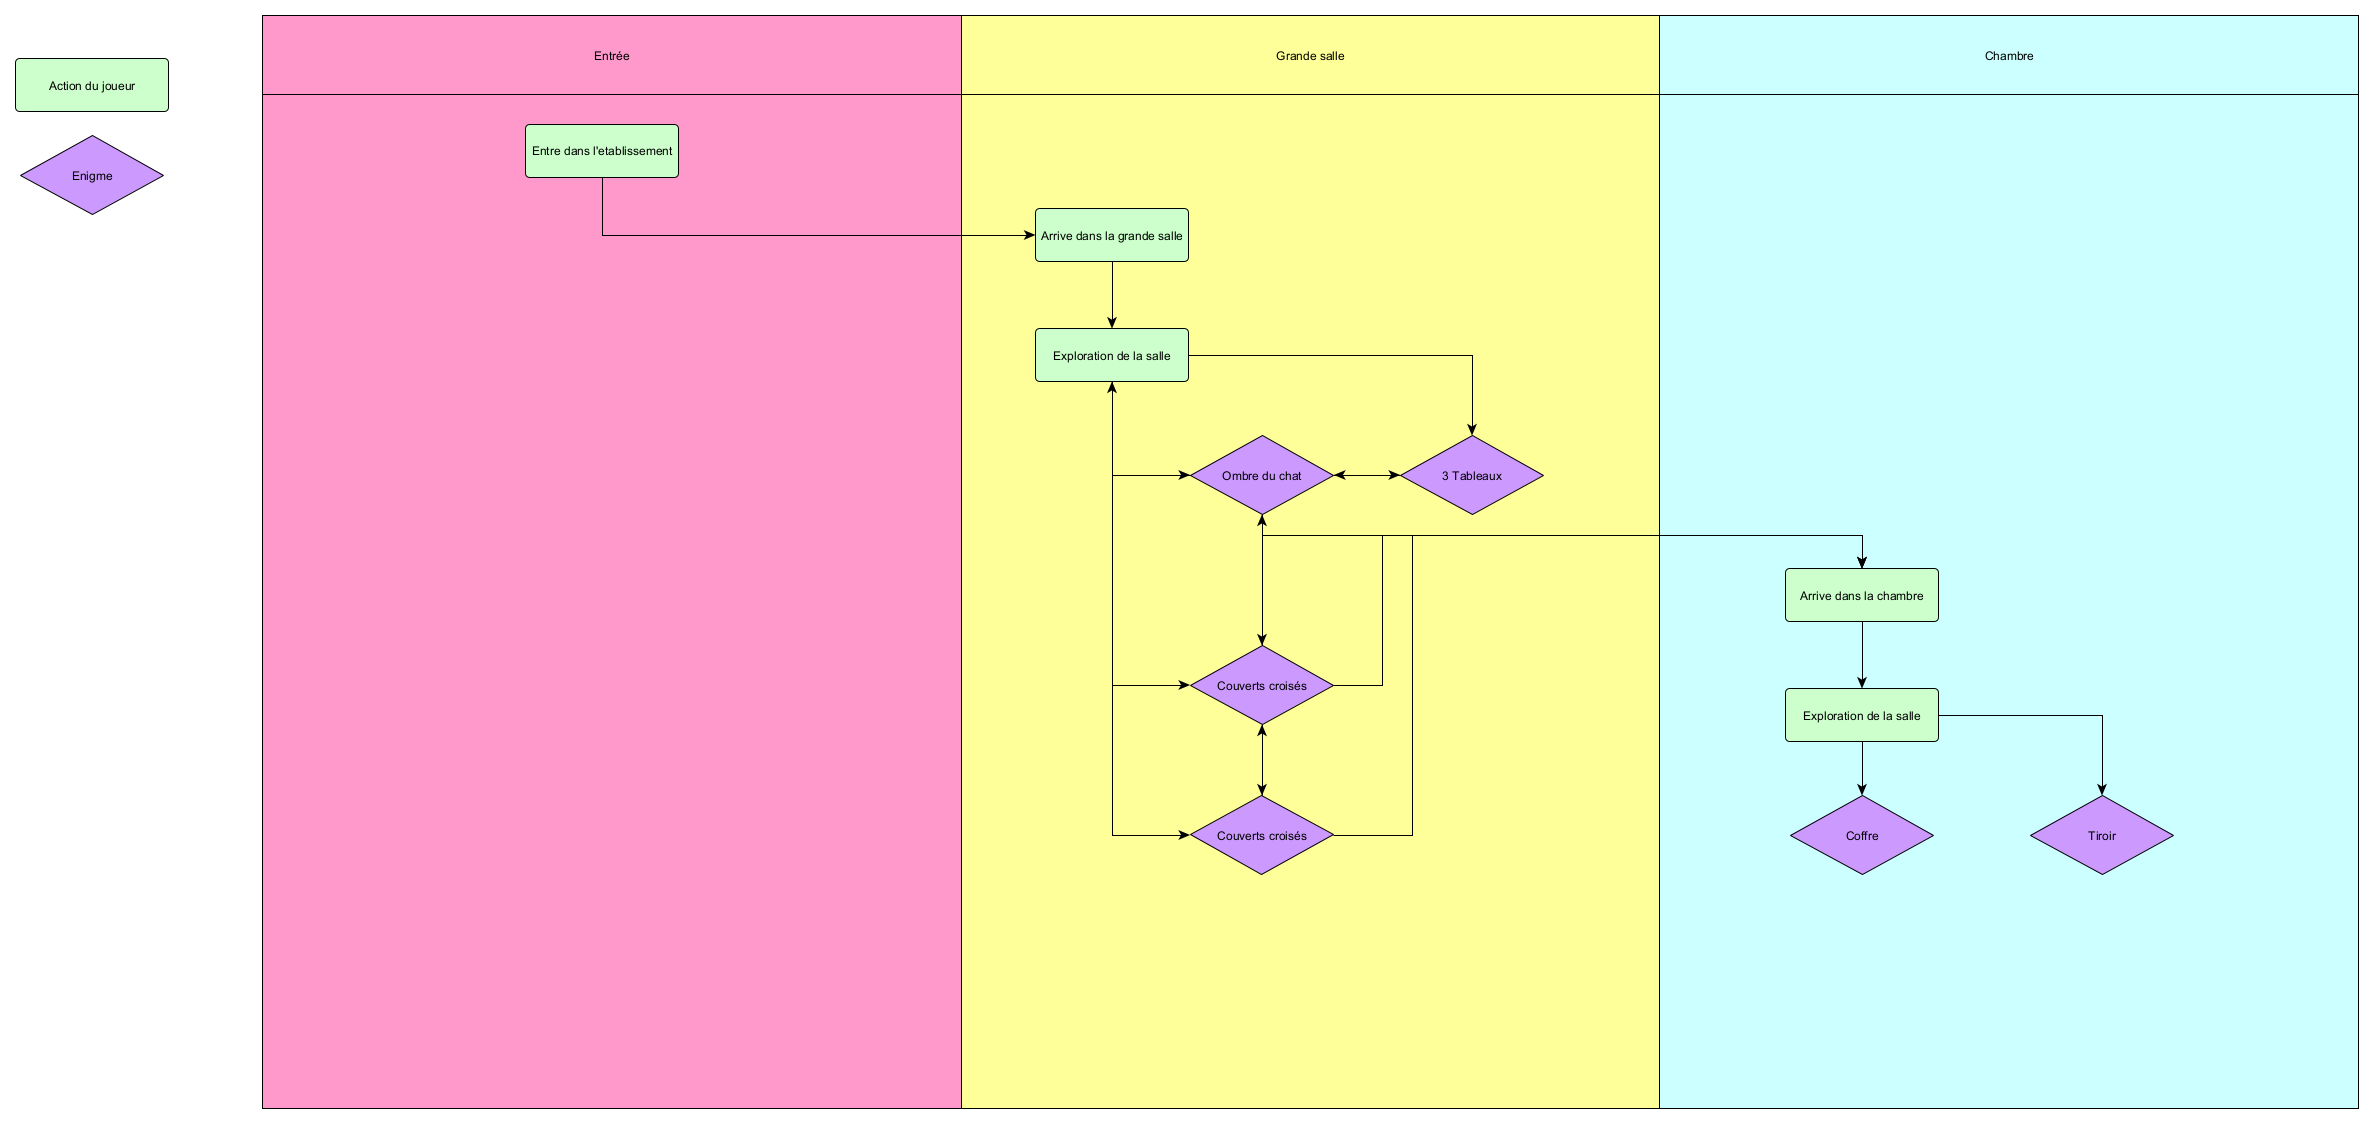 Entrée
Grande salle
Chambre
Action du joueur
Enigme
Entre dans l'etablissement
Arrive dans la grande salle
Exploration de la salle
Ombre du chat
3 Tableaux
Arrive dans la chambre
Couverts croisés
Exploration de la salle
Couverts croisés
Coffre
Tiroir